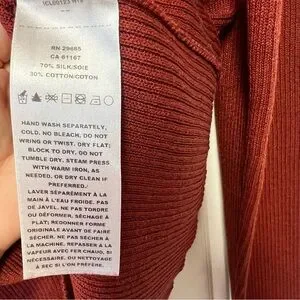 RN 29665
CA 61167
70% SILK/SOIE
30% COTTON/COTON
HAND WASH SEPARATELY,
COLD. NO BLEACH. DO NOT
WRING OR TWIST. DRY FLAT;
BLOCK TO DRY. DO NOT
TUMBLE DRY. STEAM PRESS
WITH WARM IRON, AS
NEEDED. OR DRY CLEAN IF
PREFERRED./
LAVER SÉPARÉMENT À LA
MAIN À L'EAU FROIDE. PAS
DE JAVEL. NE PAS TORDRE
OU DÉFORMER, SÉCHAGE À
PLAT; REDONNER FORME
ORIGINALE AVANT DE FAIRE
SÉCHER. NE PAS SÉCHER À
LA MACHINE. REPASSER À LA
VAPEUR AVEC FER CHAUD, SI
NÉCESSAIRE. OU NETTOYAGE
À SEC SI L'ON PRÉFÈRE.